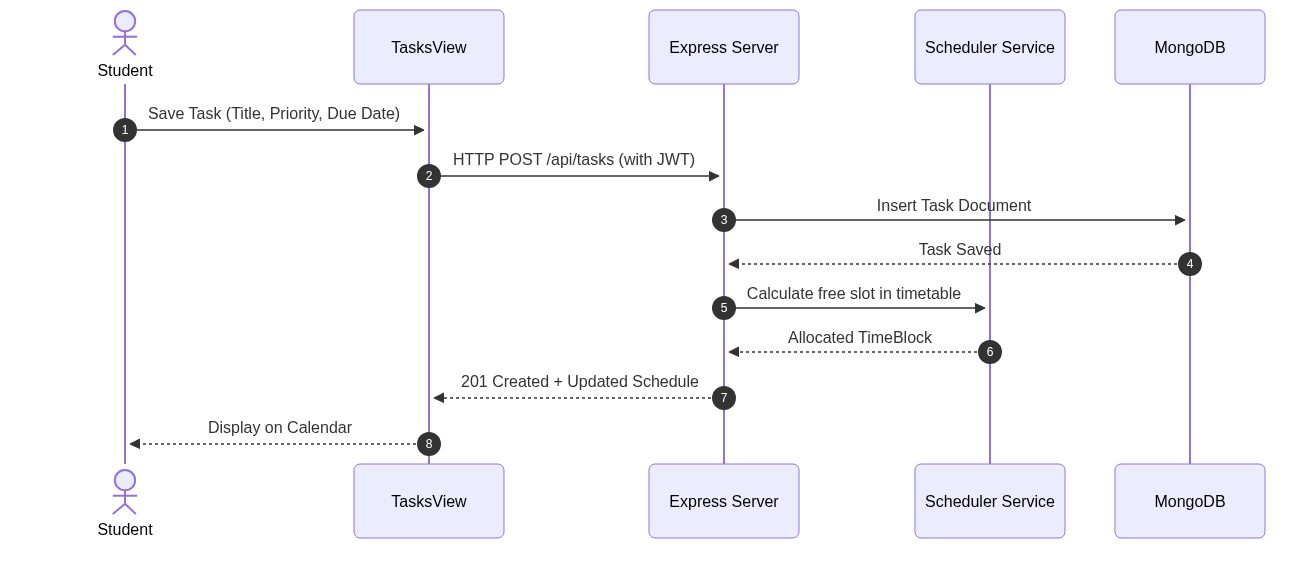 Student
TasksView
Express Server
Scheduler Service
MongoDB
Save Task (Title, Priority, Due Date)
1
HTTP POST /api/tasks (with JWT)
2
Insert Task Document
3
Task Saved
4
Calculate free slot in timetable
5
Allocated TimeBlock
6
201 Created + Updated Schedule
7
Display on Calendar
8
Student
TasksView
Express Server
Scheduler Service
MongoDB